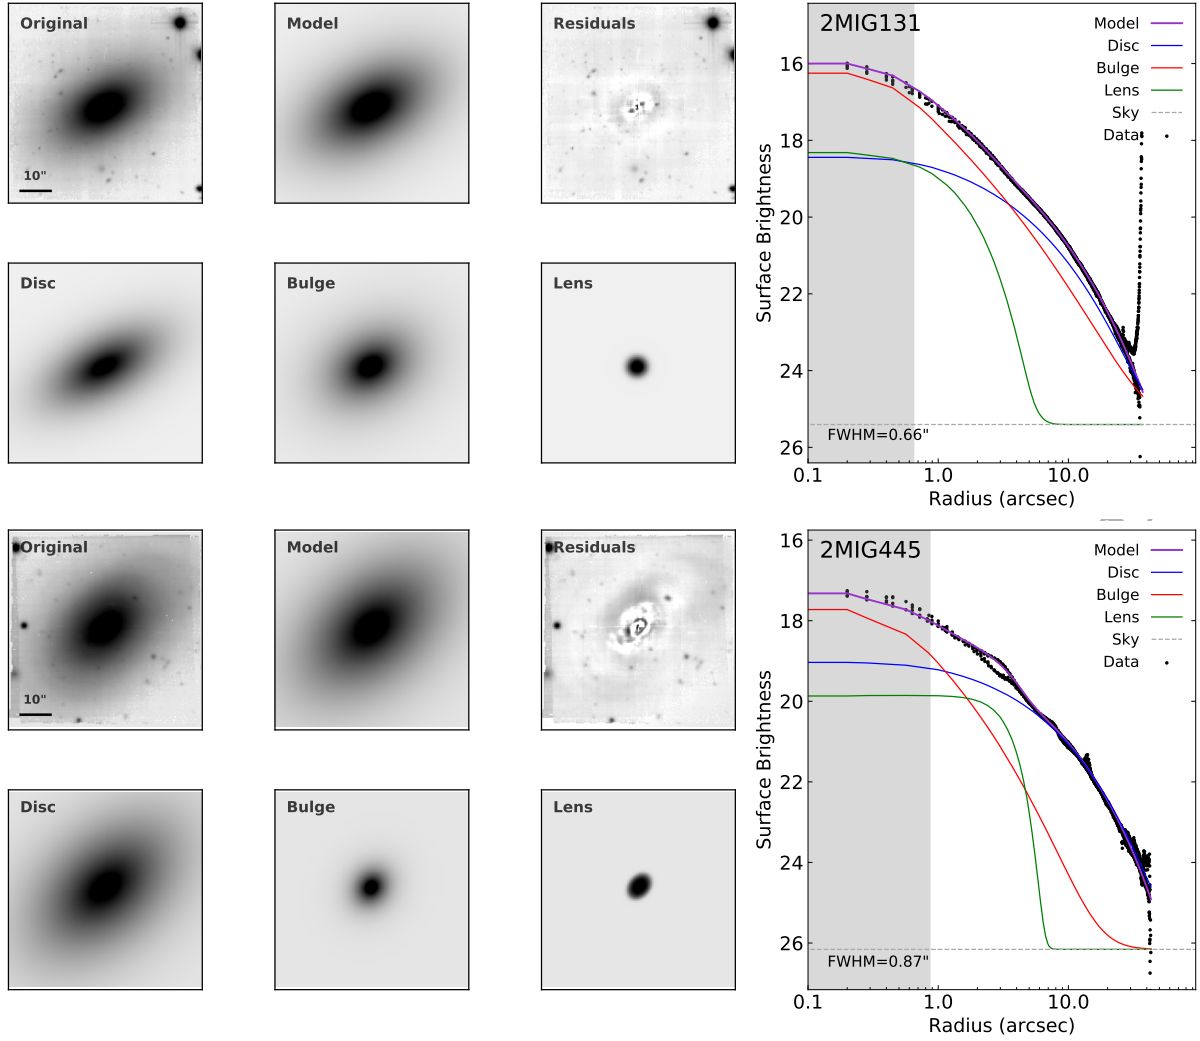 Original
Model
Residuals
10"
Disc
Bulge
Lens
2MIG131
Model
Disc
Bulge
Lens
Sky
Data
Surface Brightness
16
18
20
22
24
26
FWHM=0.66"
0.1
1.0
10.0
Radius (arcsec)
Original
Model
Residuals
10"
Disc
Bulge
Lens
2MIG445
Model
Disc
Bulge
Lens
Sky
Data
Surface Brightness
16
18
20
22
24
26
FWHM=0.87"
0.1
1.0
10.0
Radius (arcsec)